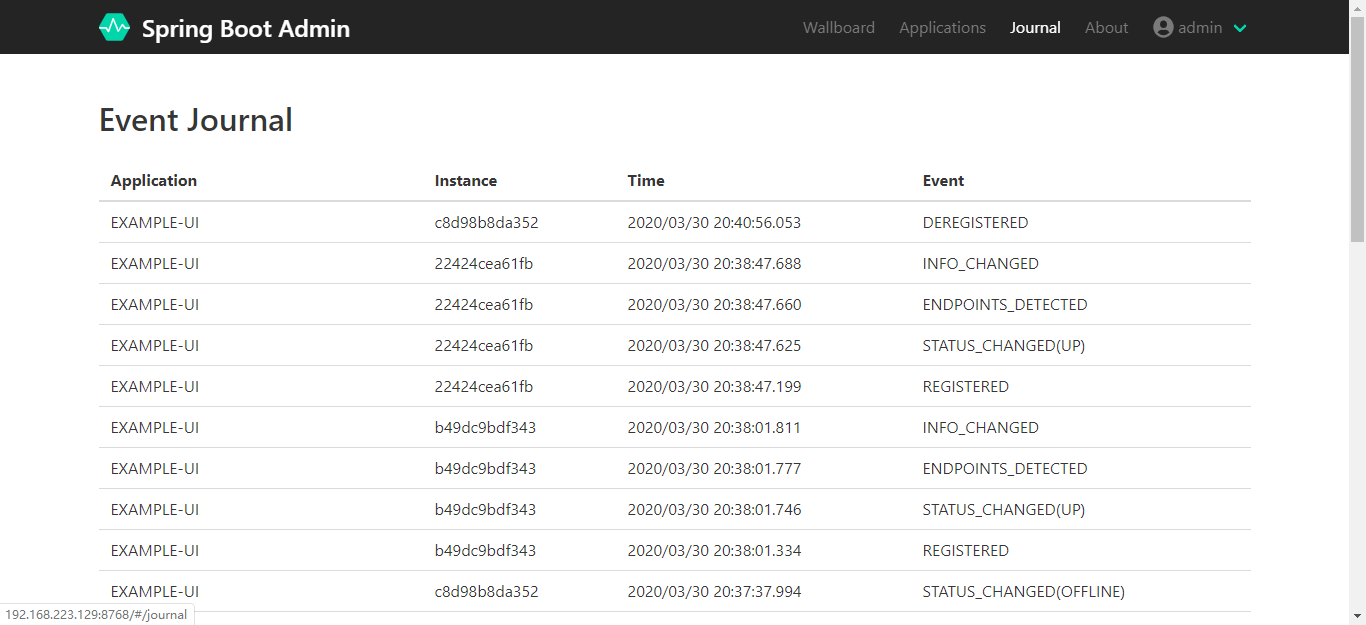 Spring Boot Admin Wallboard Applications Journal About admin
Event Journal
Application Instance Time Event
EXAMPLE-UI c8d98b8da352 2020/03/30 20:40:56.053 DEREGISTERED
EXAMPLE-UI 22424cea61fb 2020/03/30 20:38:47.688 INFO_CHANGED
EXAMPLE-UI 22424cea61fb 2020/03/30 20:38:47.660 ENDPOINTS_DETECTED
EXAMPLE-UI 22424cea61fb 2020/03/30 20:38:47.625 STATUS_CHANGED(UP)
EXAMPLE-UI 22424cea61fb 2020/03/30 20:38:47.199 REGISTERED
EXAMPLE-UI b49dc9bdf343 2020/03/30 20:38:01.811 INFO_CHANGED
EXAMPLE-UI b49dc9bdf343 2020/03/30 20:38:01.777 ENDPOINTS_DETECTED
EXAMPLE-UI b49dc9bdf343 2020/03/30 20:38:01.746 STATUS_CHANGED(UP)
EXAMPLE-UI b49dc9bdf343 2020/03/30 20:38:01.334 REGISTERED
EXAMPLE-UI c8d98b8da352 2020/03/30 20:37:37.994 STATUS_CHANGED(OFFLINE)
192.168.223.129:8768/#/journal